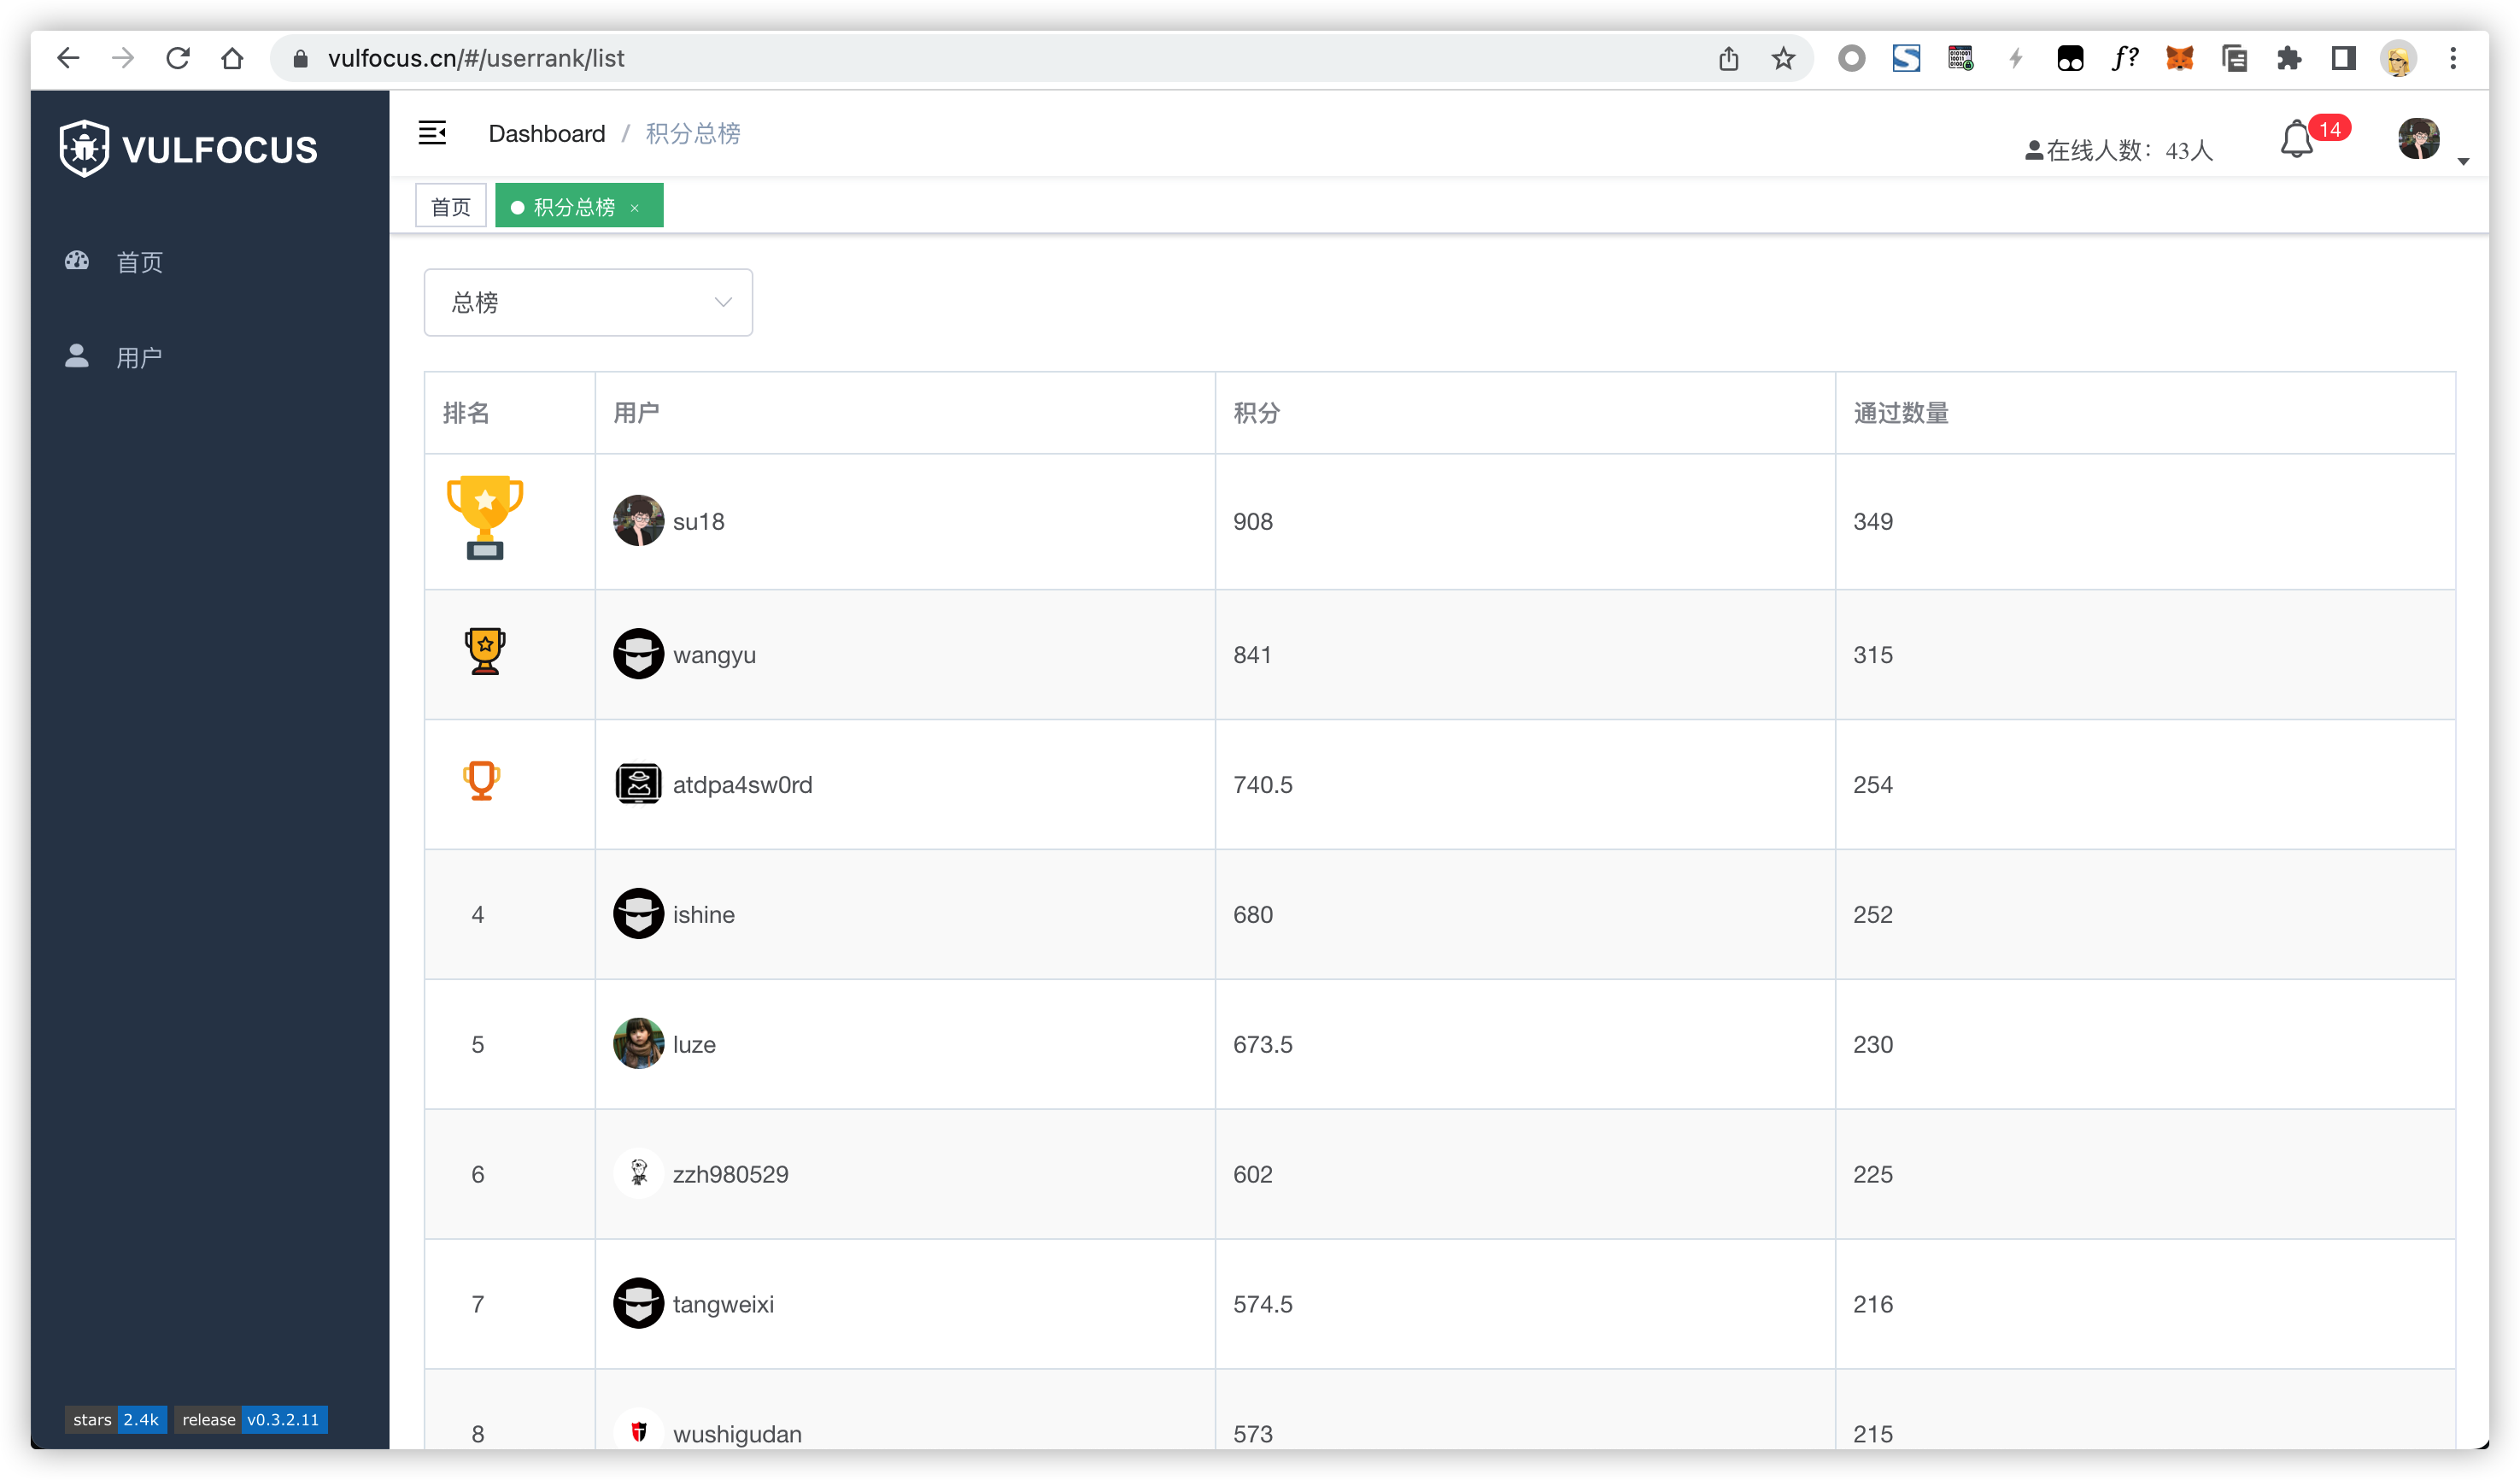 vulfocus.cn/#/userrank/list
VULFOCUS
Dashboard / 积分总榜
在线人数：43人
14
首页
积分总榜 ×
首页
用户
总榜
排名 用户 积分 通过数量
su18 908 349
wangyu 841 315
atdpa4sw0rd 740.5 254
4 ishine 680 252
5 luze 673.5 230
6 zzh980529 602 225
7 tangweixi 574.5 216
8 wushigudan 573 215
stars 2.4k release v0.3.2.11